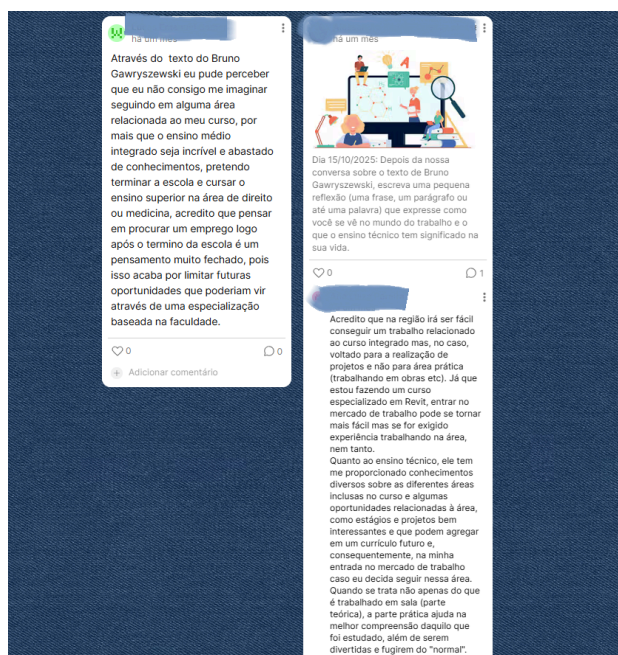 há um mês
Através do texto do Bruno
Gawryszewski eu pude perceber
que eu não consigo me imaginar
seguindo em alguma área
relacionada ao meu curso, por
mais que o ensino médio
integrado seja incrível e abastado
de conhecimentos, pretendo
terminar a escola e cursar o
ensino superior na área de direito
ou medicina, acredito que pensar
em procurar um emprego logo
após o termino da escola é um
pensamento muito fechado, pois
isso acaba por limitar futuras
oportunidades que poderiam vir
através de uma especialização
baseada na faculdade.
0
0
Adicionar comentário
há um mês
A
Dia 15/10/2025: Depois da nossa
conversa sobre o texto de Bruno
Gawryszewski, escreva uma pequena
reflexão (uma frase, um parágrafo ou
até uma palavra) que expresse como
você se vê no mundo do trabalho e o
que o ensino técnico tem significado na
sua vida.
0
1
Acredito que na região irá ser fácil
conseguir um trabalho relacionado
ao curso integrado mas, no caso,
voltado para a realização de
projetos e não para área prática
(trabalhando em obras etc). Já que
estou fazendo um curso
especializado em Revit, entrar no
mercado de trabalho pode se tornar
mais fácil mas se for exigido
experiência trabalhando na área,
nem tanto.
Quanto ao ensino técnico, ele tem
me proporcionado conhecimentos
diversos sobre as diferentes áreas
inclusas no curso e algumas
oportunidades relacionadas à área,
como estágios e projetos bem
interessantes e que podem agregar
em um currículo futuro e,
consequentemente, na minha
entrada no mercado de trabalho
caso eu decida seguir nessa área.
Quando se trata não apenas do que
é trabalhado em sala (parte
teórica), a parte prática ajuda na
melhor compreensão daquilo que
foi estudado, além de serem
divertidas e fugirem do "normal".